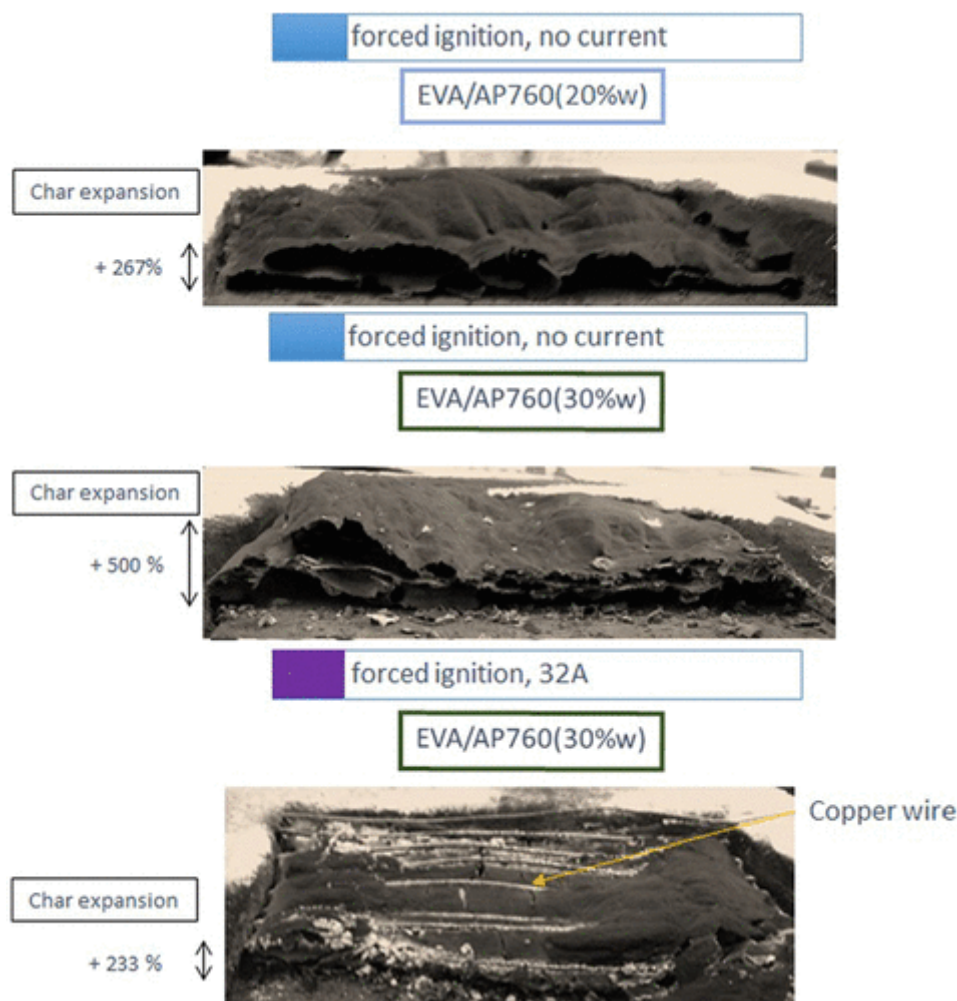 forced ignition, no current
EVA/AP760(20%w)
Char expansion
+ 267%
forced ignition, no current
EVA/AP760(30%w)
Char expansion
+ 500 %
forced ignition, 32A
EVA/AP760(30%w)
Copper wire
Char expansion
+ 233 %